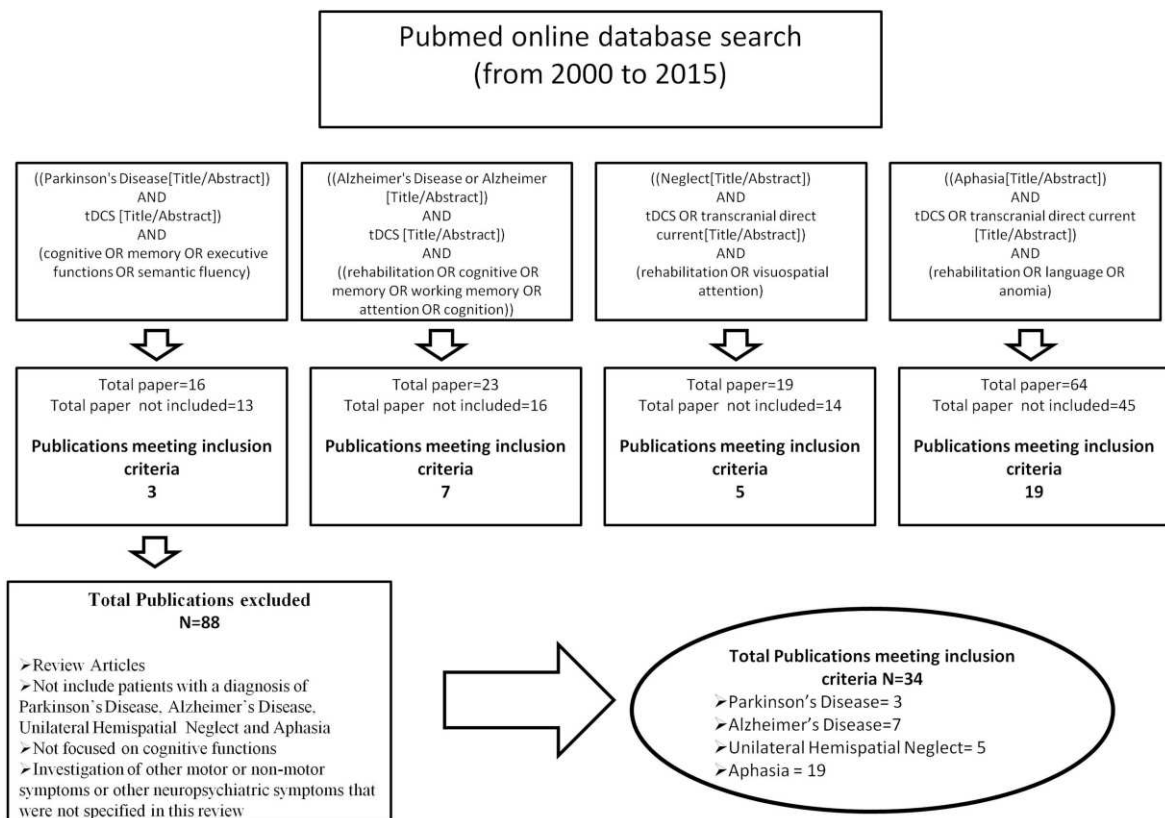 Pubmed online database search
(from 2000 to 2015)
((Parkinson's Disease[Title/Abstract])
AND
tDCS [Title/Abstract])
AND
(cognitive OR memory OR executive
functions OR semantic fluency)
((Alzheimer's Disease or Alzheimer
[Title/Abstract])
AND
tDCS [Title/Abstract])
AND
((rehabilitation OR cognitive OR
memory OR working memory OR
attention OR cognition))
((Neglect[Title/Abstract])
AND
tDCS OR transcranial direct
current[Title/Abstract])
AND
(rehabilitation OR visuospatial
attention)
((Aphasia[Title/Abstract])
AND
tDCS OR transcranial direct current
[Title/Abstract])
AND
(rehabilitation OR language OR
anomia)
Total paper=16
Total paper not included=13
Publications meeting inclusion
criteria
3
Total paper=23
Total paper not included=16
Publications meeting inclusion
criteria
7
Total paper=19
Total paper not included=14
Publications meeting inclusion
criteria
5
Total paper=64
Total paper not included=45
Publications meeting inclusion
criteria
19
Total Publications excluded
N=88
➢Review Articles
➢Not include patients with a diagnosis of
Parkinson`s Disease, Alzheimer`s Disease,
Unilateral Hemispatial Neglect and Aphasia
➢Not focused on cognitive functions
➢Investigation of other motor or non-motor
symptoms or other neuropsychiatric symptoms that
were not specified in this review
Total Publications meeting inclusion
criteria N=34
➢Parkinson's Disease= 3
➢Alzheimer's Disease=7
➢Unilateral Hemispatial Neglect= 5
➢Aphasia = 19